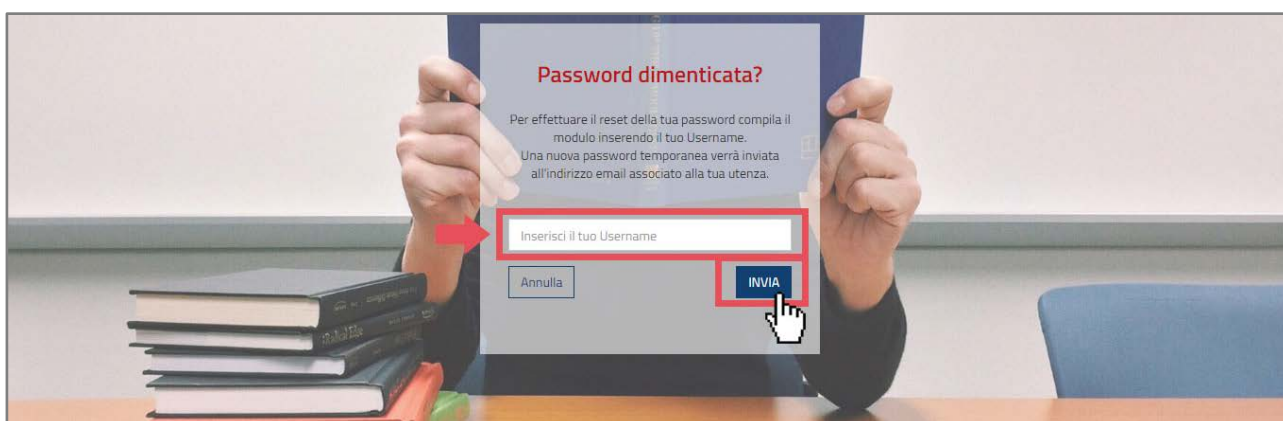 Password dimenticata?
Per effettuare il reset della tua password compila il
modulo inserendo il tuo Username.
Una nuova password temporanea verrà inviata
all'indirizzo email associato alla tua utenza.
Inserisci il tuo Username
Annulla
INVIA